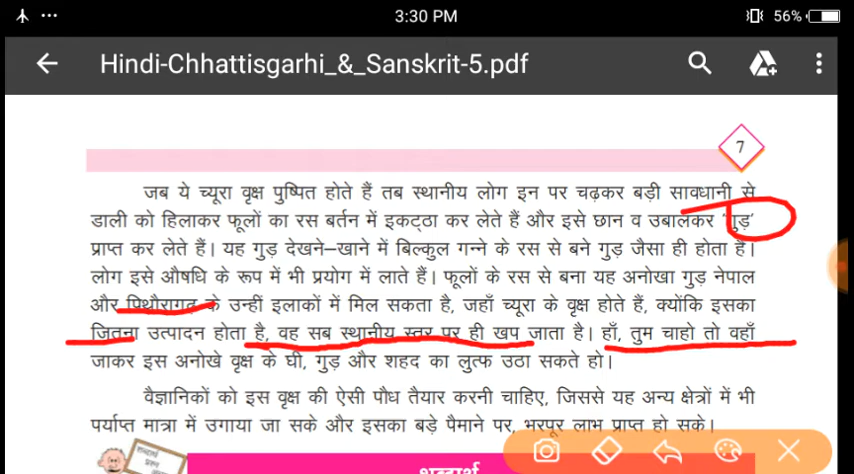 3:30 PM
56%
Hindi-Chhattisgarhi_&_Sanskrit-5.pdf
7
जब ये च्यूरा वृक्ष पुष्पित होते हैं तब स्थानीय लोग इन पर चढ़कर बड़ी सावधानी से
डाली को हिलाकर फूलों का रस बर्तन में इकट्ठा कर लेते हैं और इसे छान व उबालकर ‘गुड़’
प्राप्त कर लेते हैं। यह गुड़ देखने–खाने में बिल्कुल गन्ने के रस से बने गुड़ जैसा ही होता है।
लोग इसे औषधि के रूप में भी प्रयोग में लाते हैं। फूलों के रस से बना यह अनोखा गुड़ नेपाल
और पिथौरागढ़ के उन्हीं इलाकों में मिल सकता है, जहाँ च्यूरा के वृक्ष होते हैं, क्योंकि इसका
जितना उत्पादन होता है, वह सब स्थानीय स्तर पर ही खप जाता है। हाँ, तुम चाहो तो वहाँ
जाकर इस अनोखे वृक्ष के घी, गुड़ और शहद का लुत्फ उठा सकते हो।
वैज्ञानिकों को इस वृक्ष की ऐसी पौध तैयार करनी चाहिए, जिससे यह अन्य क्षेत्रों में भी
पर्याप्त मात्रा में उगाया जा सके और इसका बड़े पैमाने पर, भरपूर लाभ प्राप्त हो सके।
शब्दार्थ